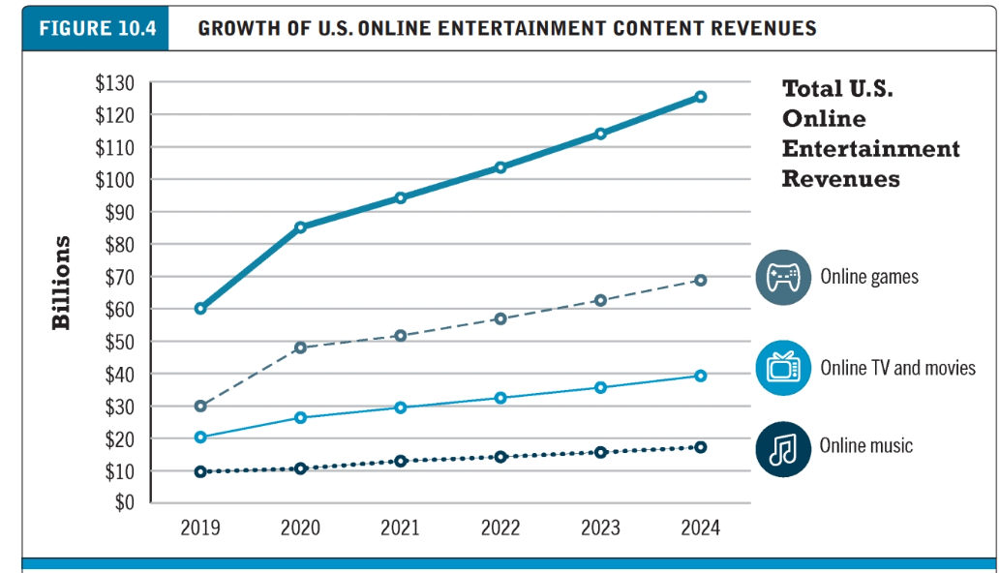 FIGURE 10.4
GROWTH OF U.S. ONLINE ENTERTAINMENT CONTENT REVENUES
Billions
$130
$120
$110
$100
$90
$80
$70
$60
$50
$40
$30
$20
$10
$0
2019
2020
2021
2022
2023
2024
Total U.S.
Online
Entertainment
Revenues
Online games
Online TV and movies
Online music